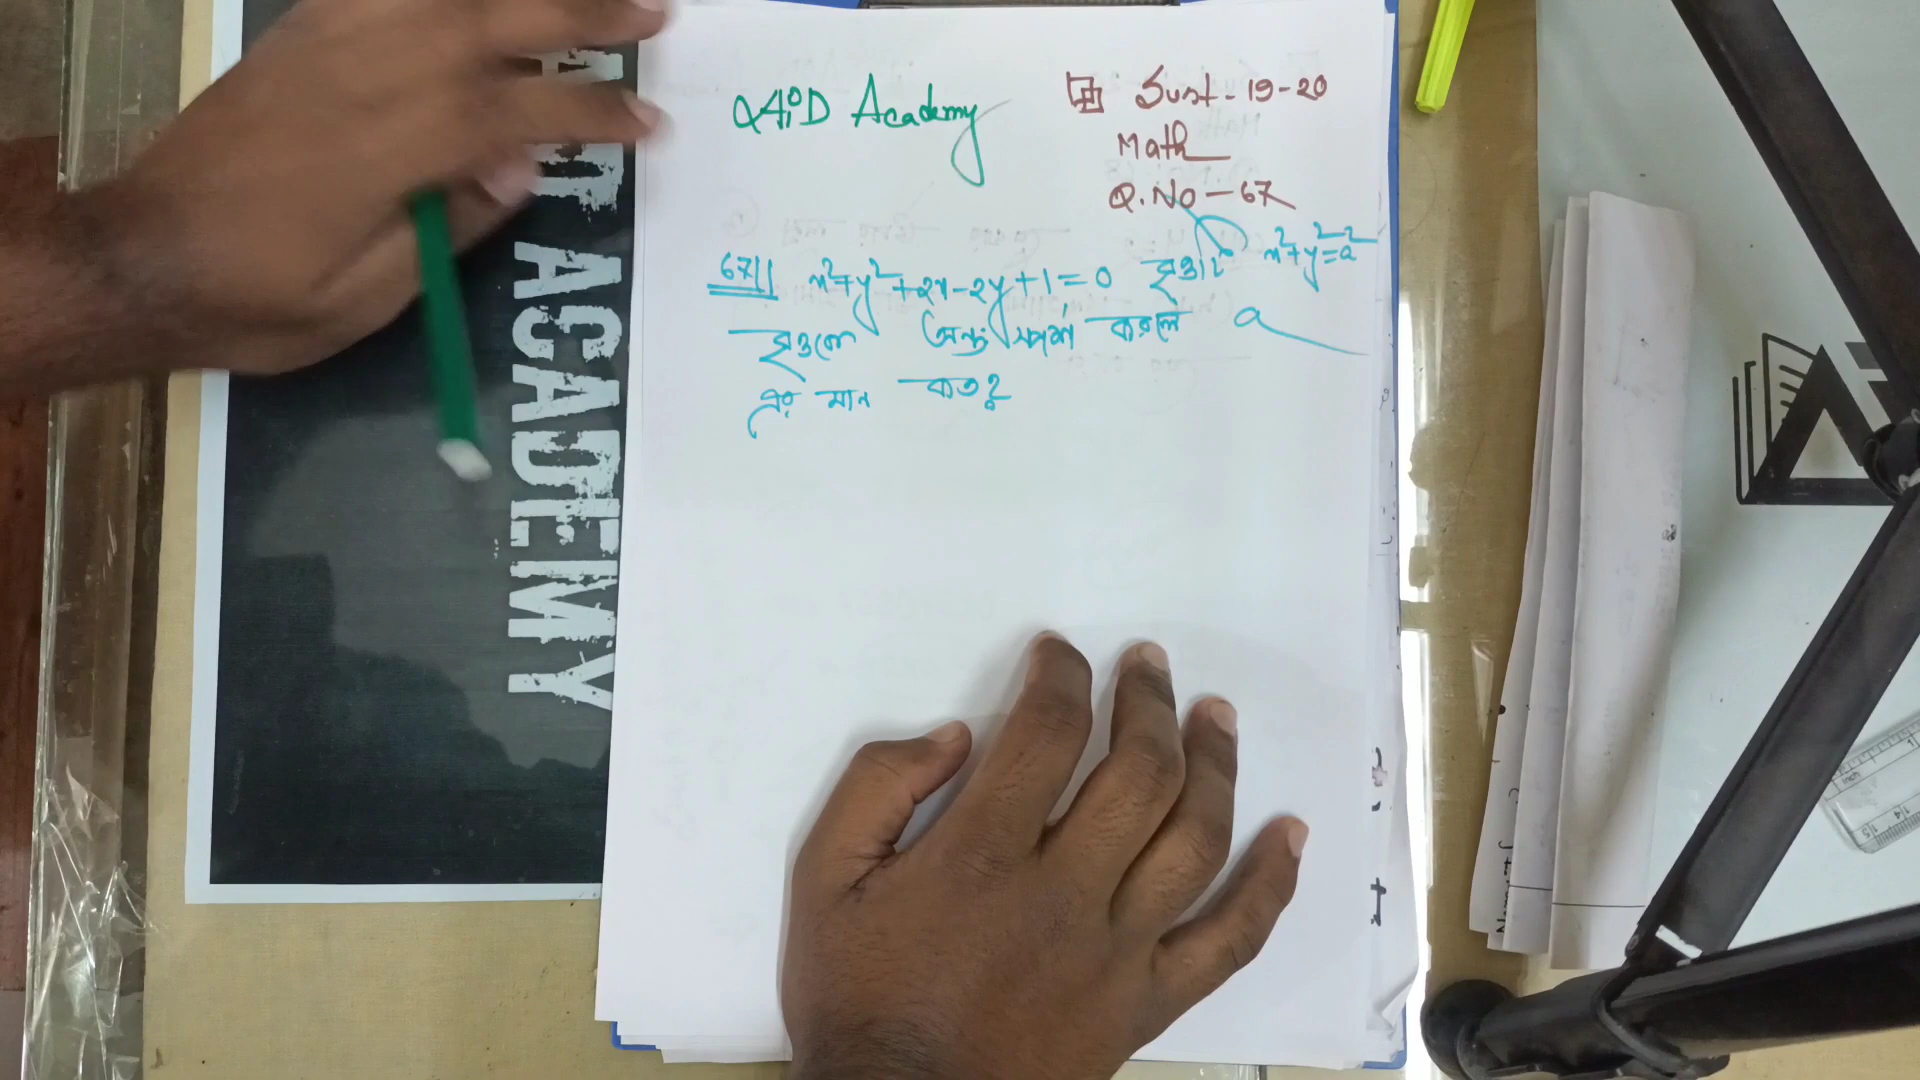 AiD Academy
Sust-19-20
Math
Q.No-67
67|| x²+y²+2x-2y+1=0 বৃত্তটি x²+y²=a²
বৃত্তকে অন্তঃস্পর্শ করলে a
এর মান কত?
ACADEMY